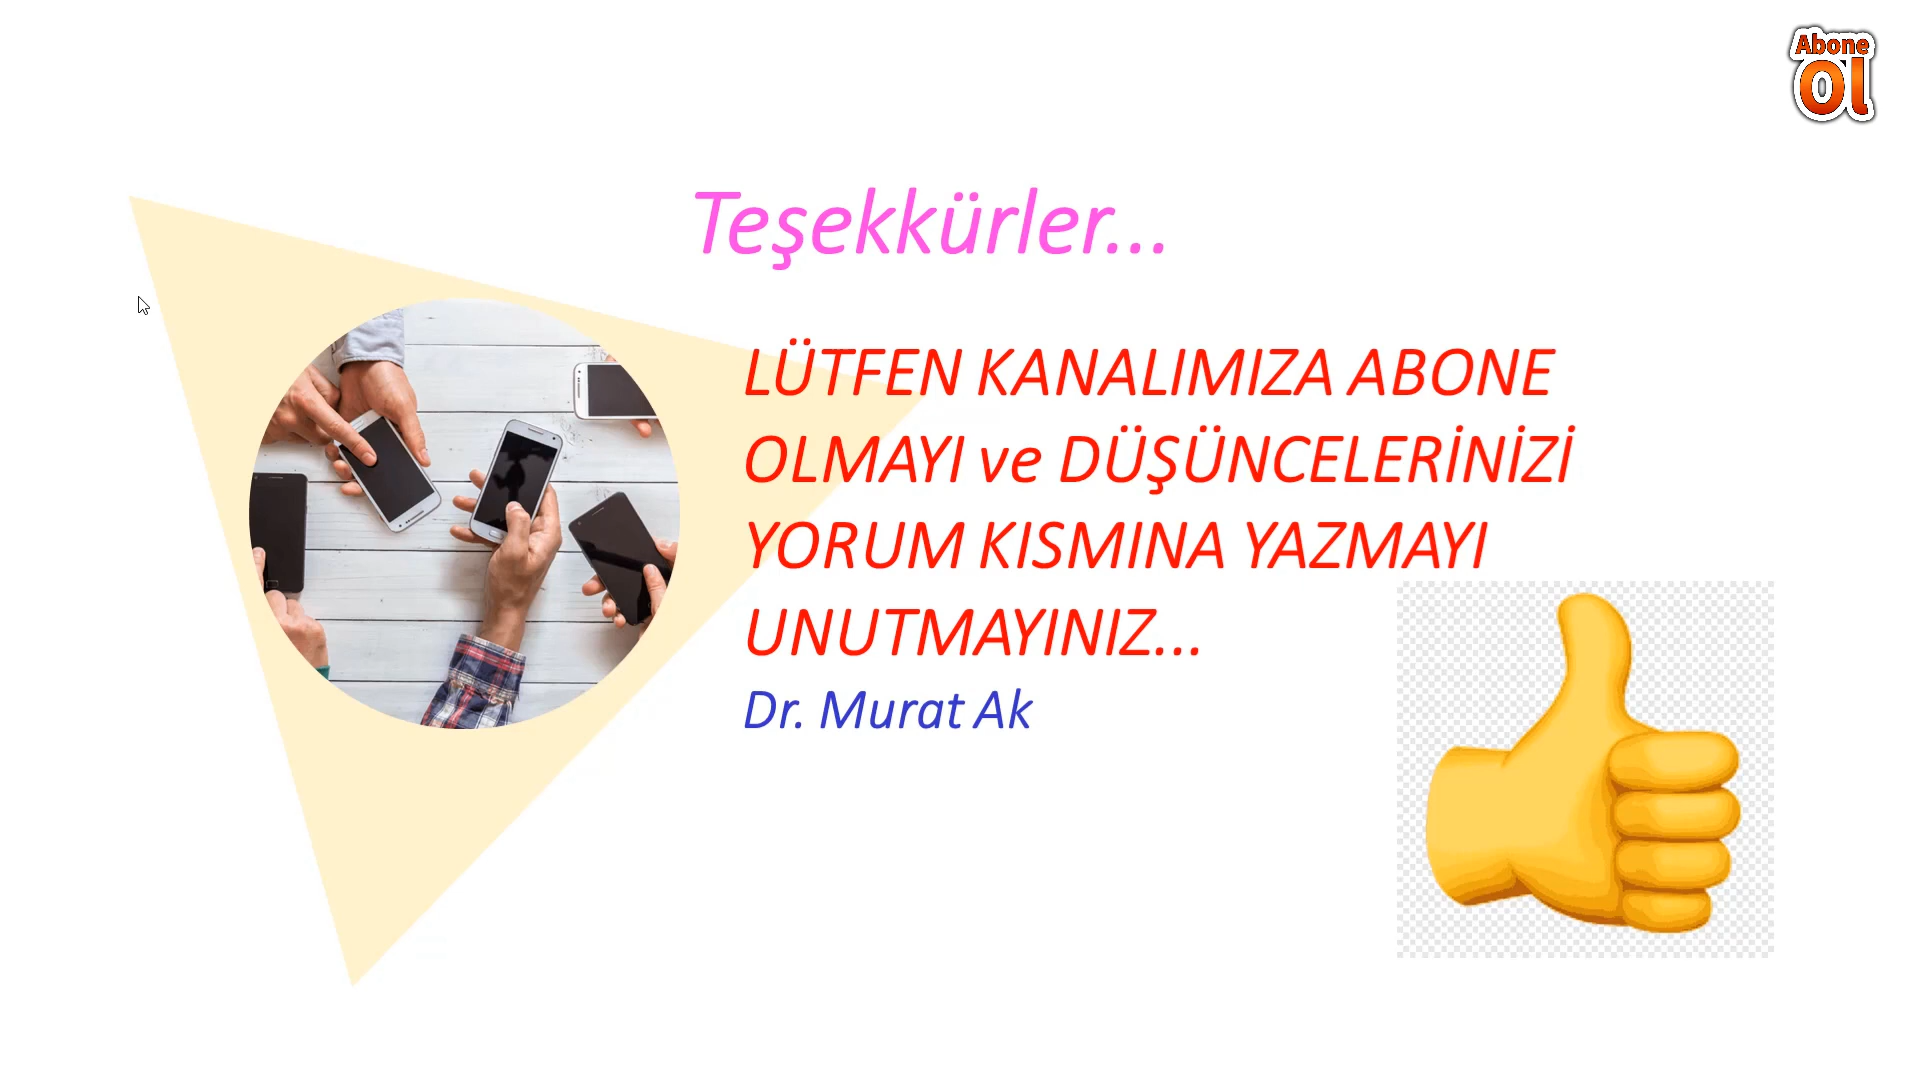 Abone
Ol
Teşekkürler...
LÜTFEN KANALIMIZA ABONE
OLMAYI ve DÜŞÜNCELERİNİZİ
YORUM KISMINA YAZMAYI
UNUTMAYINIZ...
Dr. Murat Ak